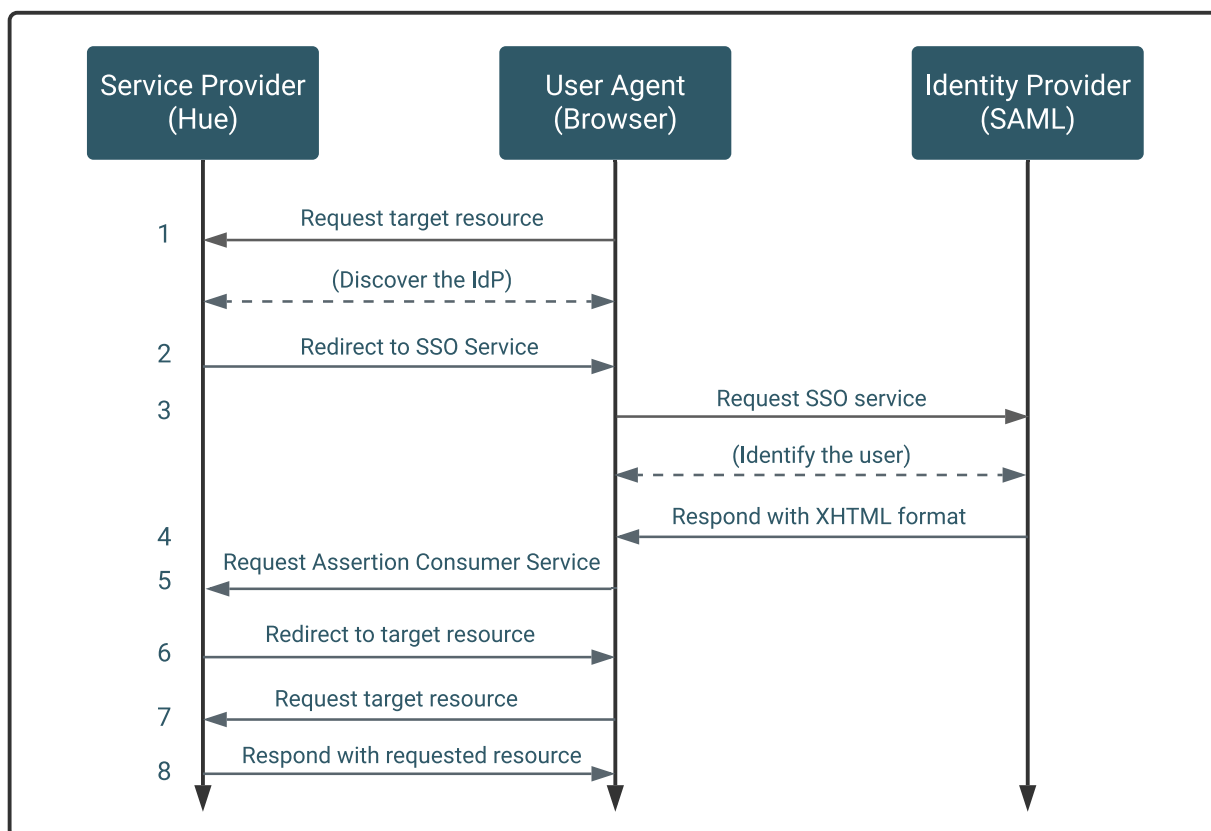 Service Provider
(Hue)
User Agent
(Browser)
Identity Provider
(SAML)
1
Request target resource
(Discover the IdP)
2
Redirect to SSO Service
3
Request SSO service
(Identify the user)
4
Respond with XHTML format
5
Request Assertion Consumer Service
6
Redirect to target resource
7
Request target resource
8
Respond with requested resource